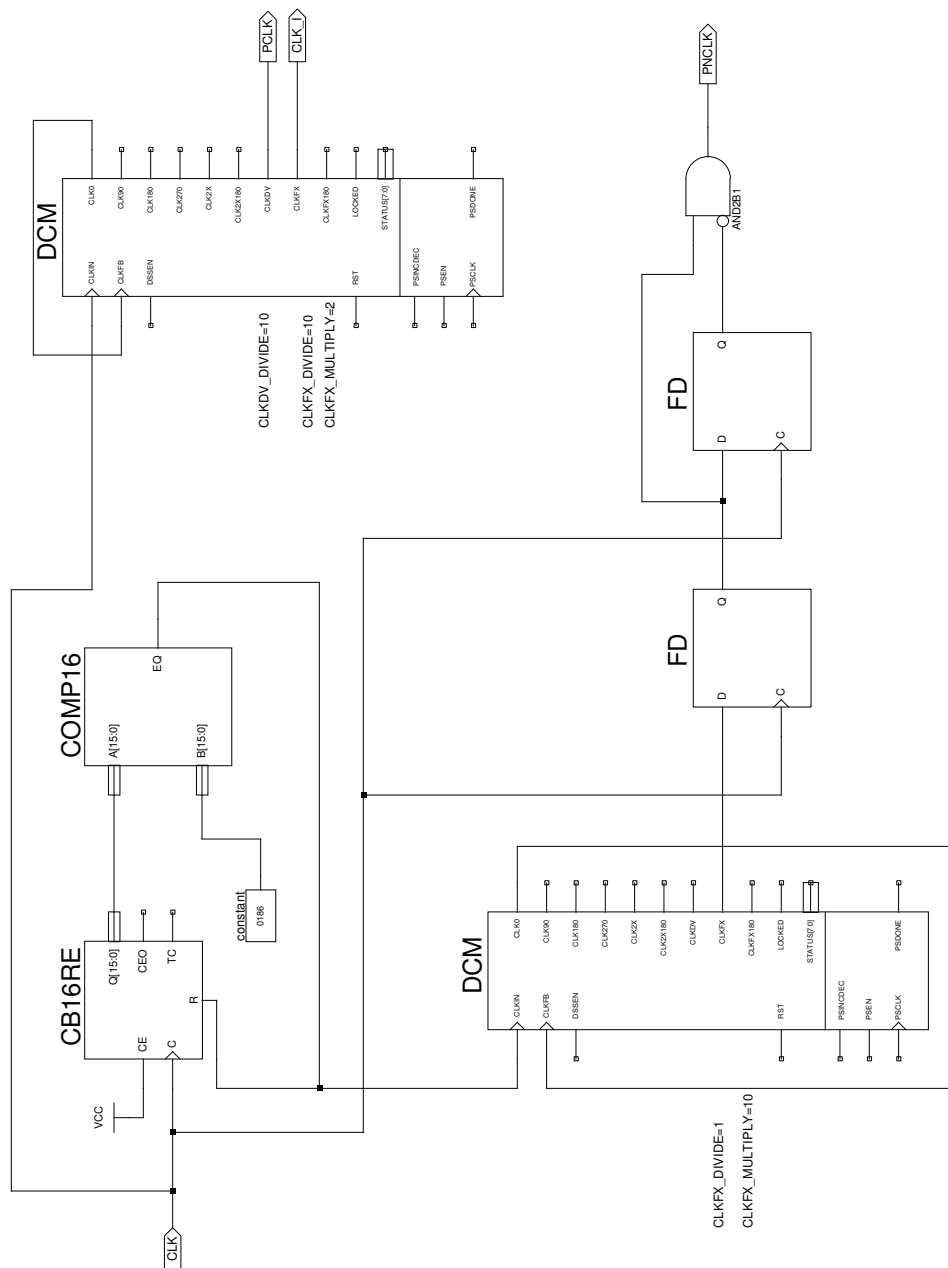 CLK
VCC
CB16RE
CE
C
R
Q[15:0]
CEO
TC
constant
0186
COMP16
A[15:0]
B[15:0]
EQ
DCM
CLKIN
CLKFB
DSSEN
RST
PSINCDEC
PSEN
PSCLK
CLK0
CLK90
CLK180
CLK270
CLK2X
CLK2X180
CLKDV
CLKFX
CLKFX180
LOCKED
STATUS[7:0]
PSDONE
CLKDV_DIVIDE=10
CLKFX_DIVIDE=10
CLKFX_MULTIPLY=2
PCLK
CLK_I
DCM
CLKIN
CLKFB
DSSEN
RST
PSINCDEC
PSEN
PSCLK
CLK0
CLK90
CLK180
CLK270
CLK2X
CLK2X180
CLKDV
CLKFX
CLKFX180
LOCKED
STATUS[7:0]
PSDONE
CLKFX_DIVIDE=1
CLKFX_MULTIPLY=10
FD
D
C
Q
FD
D
C
Q
AND2B1
PNCLK